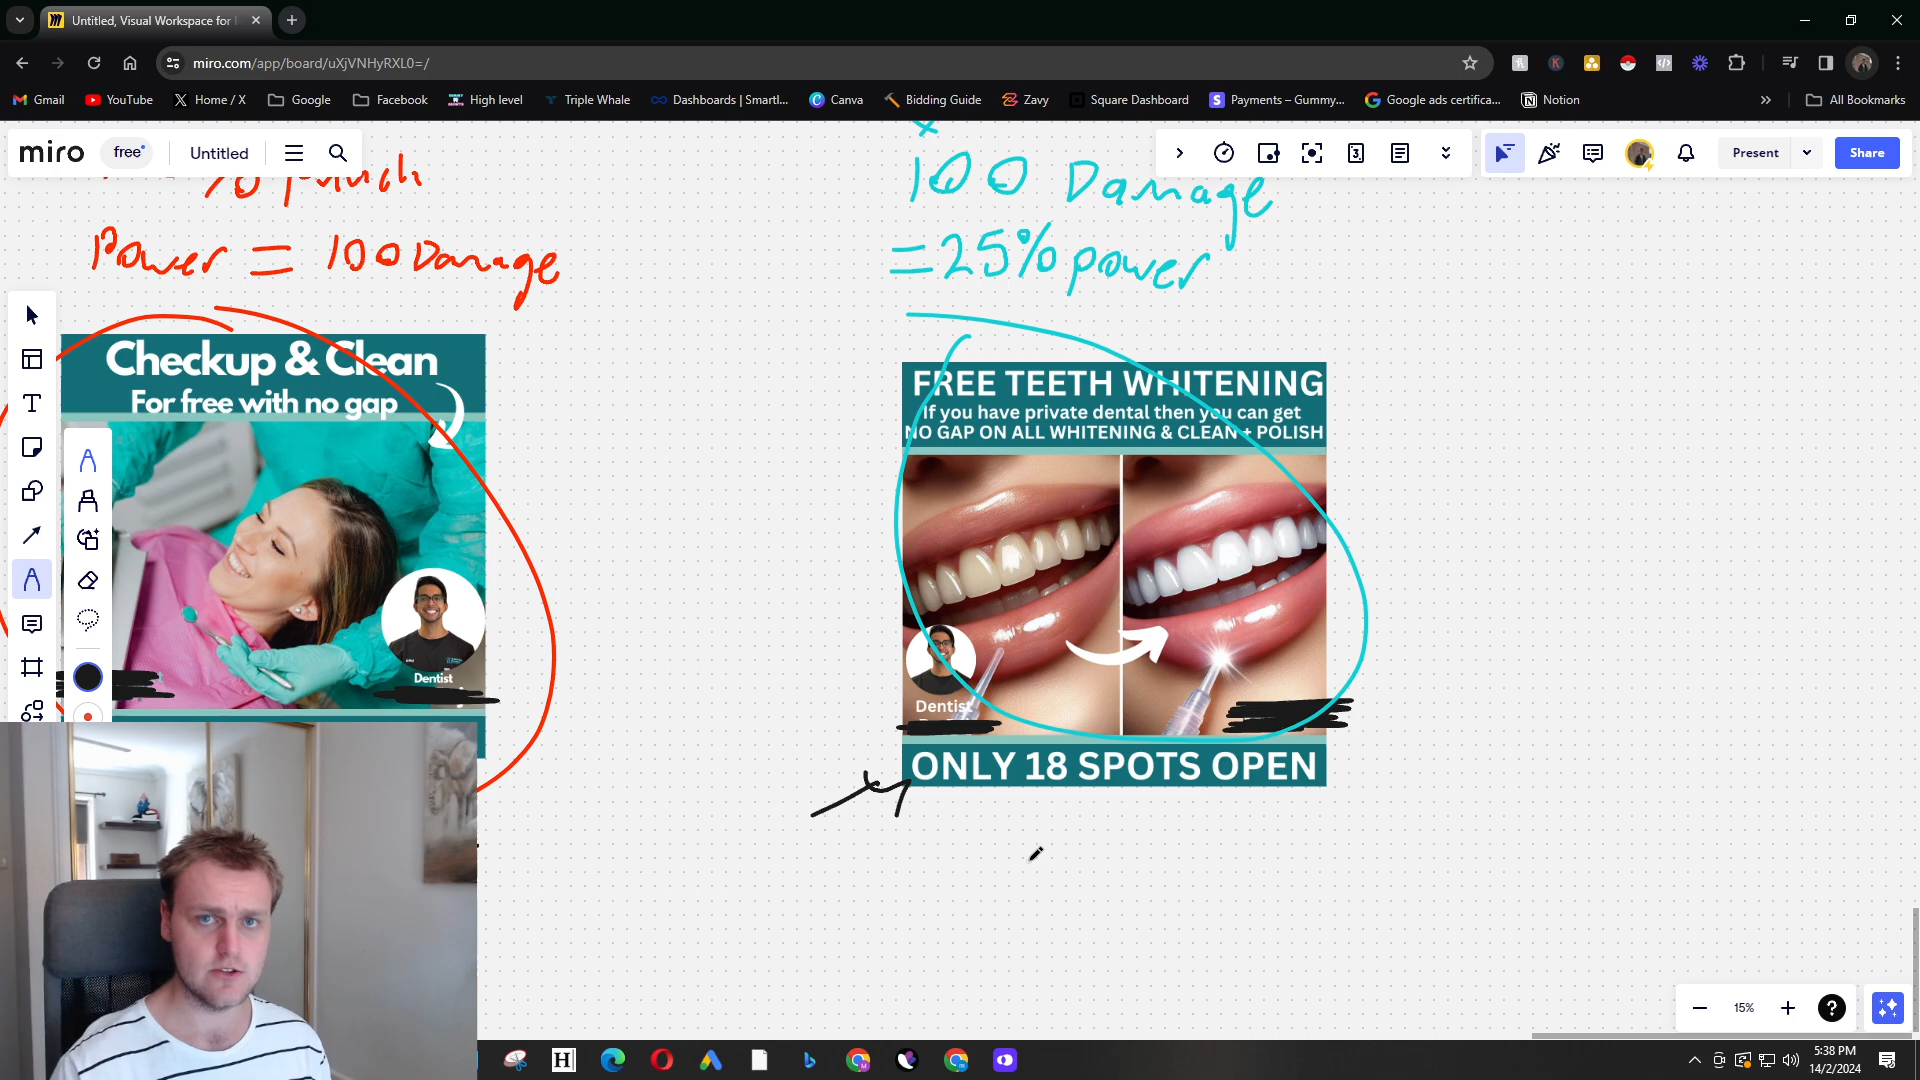 Untitled, Visual Workspace for
miro.com/app/board/uXjVNHyRXL0=/
Gmail
YouTube
Home / X
Google
Facebook
High level
Triple Whale
Dashboards | Smartl...
Canva
Bidding Guide
Zavy
Square Dashboard
Payments – Gummy...
Google ads certifica...
Notion
All Bookmarks
miro
free
Untitled
Present
Share
Power = 100 Damage
100 Damage
= 25% power
Checkup & Clean
For free with no gap
Dentist
FREE TEETH WHITENING
If you have private dental then you can get
NO GAP ON ALL WHITENING & CLEAN + POLISH
Dentist
ONLY 18 SPOTS OPEN
15%
5:38 PM
14/2/2024